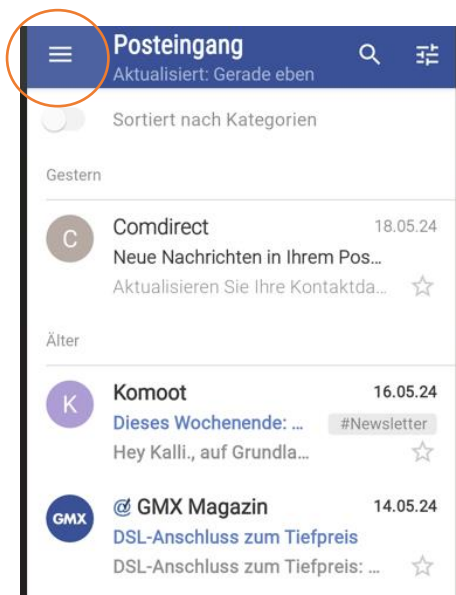 Posteingang
Aktualisiert: Gerade eben
Sortiert nach Kategorien
Gestern
C
Comdirect 18.05.24
Neue Nachrichten in Ihrem Pos...
Aktualisieren Sie Ihre Kontaktda...
Älter
K
Komoot 16.05.24
Dieses Wochenende: ... #Newsletter
Hey Kalli., auf Grundla...
GMX
@ GMX Magazin 14.05.24
DSL-Anschluss zum Tiefpreis
DSL-Anschluss zum Tiefpreis: ...